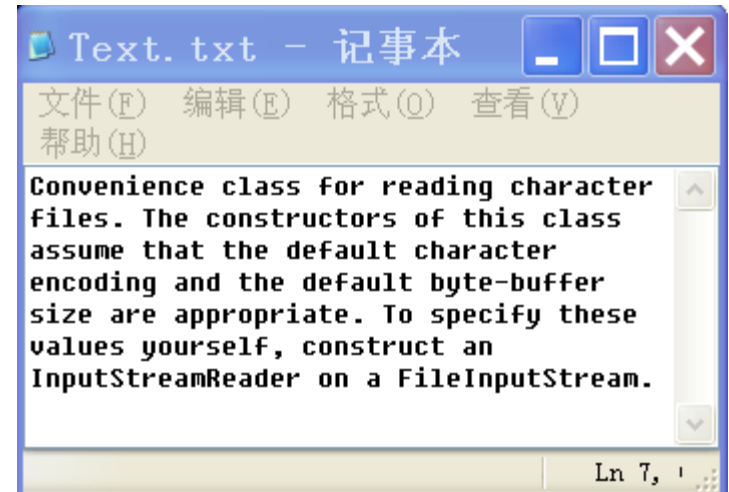 Text.txt - 记事本
文件(F) 编辑(E) 格式(O) 查看(V)
帮助(H)
Convenience class for reading character
files. The constructors of this class
assume that the default character
encoding and the default byte-buffer
size are appropriate. To specify these
values yourself, construct an
InputStreamReader on a FileInputStream.
Ln 7,